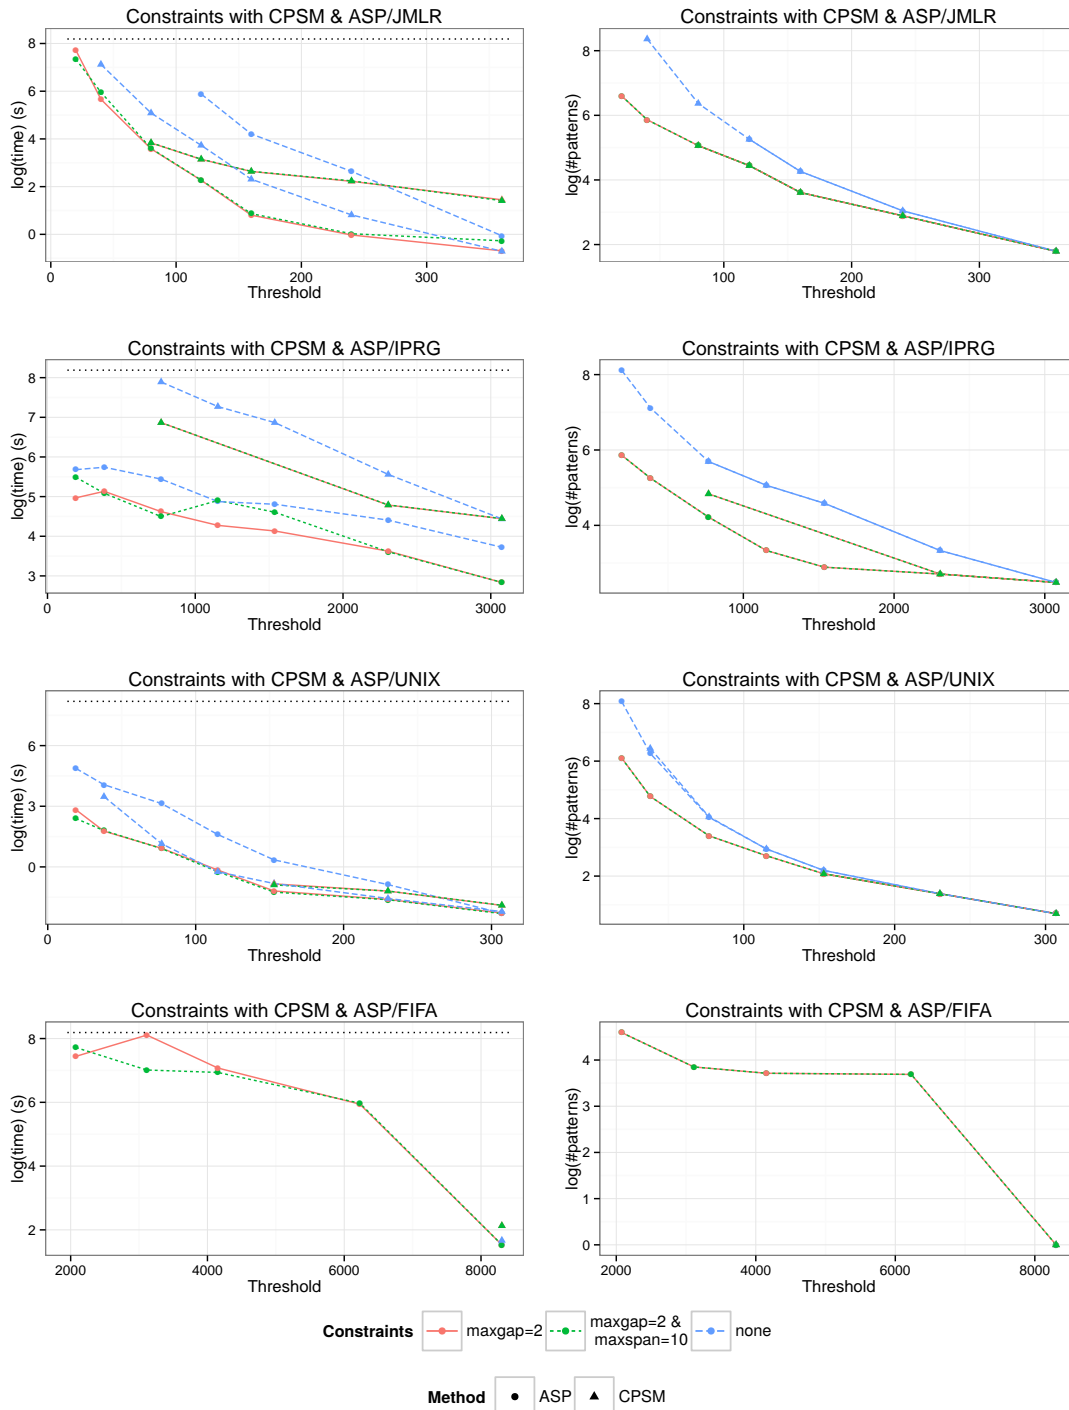 Constraints with CPSM & ASP/JMLR
log(time) (s)
8
6
4
2
0
0 100 200 300
Threshold
Constraints with CPSM & ASP/JMLR
log(#patterns)
8
6
4
2
100 200 300
Threshold
Constraints with CPSM & ASP/IPRG
log(time) (s)
8
7
6
5
4
3
0 1000 2000 3000
Threshold
Constraints with CPSM & ASP/IPRG
log(#patterns)
8
6
4
1000 2000 3000
Threshold
Constraints with CPSM & ASP/UNIX
log(time) (s)
6
3
0
0 100 200 300
Threshold
Constraints with CPSM & ASP/UNIX
log(#patterns)
8
6
4
2
100 200 300
Threshold
Constraints with CPSM & ASP/FIFA
log(time) (s)
8
6
4
2
2000 4000 6000 8000
Threshold
Constraints with CPSM & ASP/FIFA
log(#patterns)
4
3
2
1
0
2000 4000 6000 8000
Threshold
Constraints maxgap=2 maxgap=2 &
maxspan=10 none
Method ASP CPSM